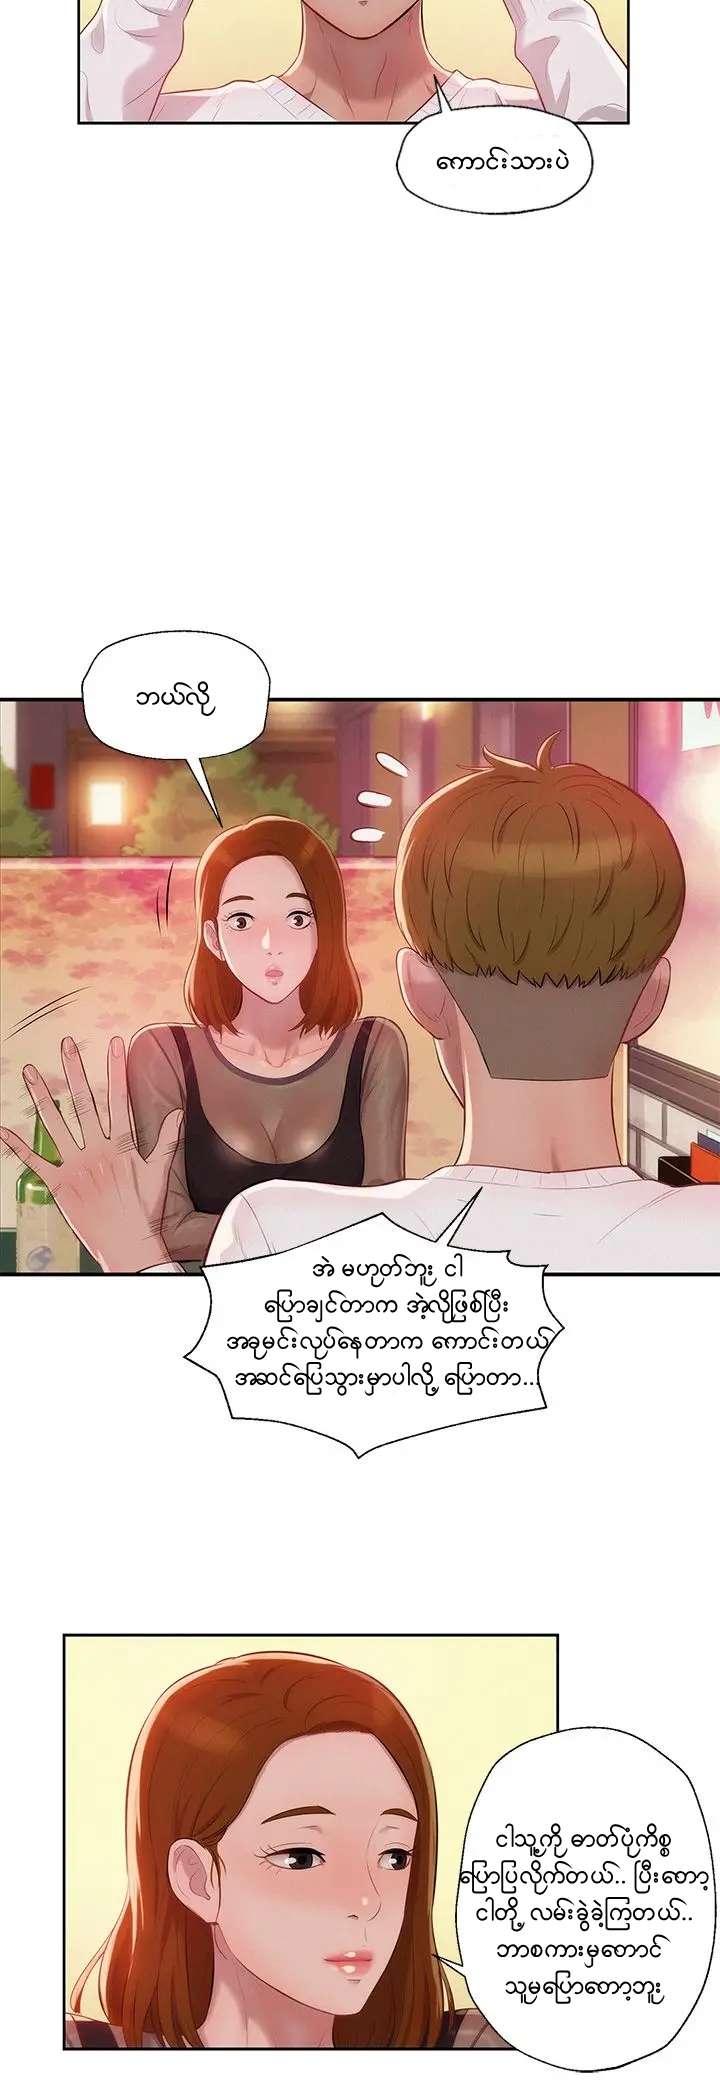 ကောင်းသားပဲ
ဘယ်လို
အဲ မဟုတ်ဘူး ငါ
ပြောချင်တာက အဲ့လိုဖြစ်ပြီး
အခုမင်းလုပ်နေတာက ကောင်းတယ်
အဆင်ပြေသွားမှာပါလို့ ပြောတာ...
ငါသူ့ကို ဓာတ်ပုံကိစ္စ
ပြောပြလိုက်တယ်.. ပြီးတော့
ငါတို့ လမ်းခွဲခဲ့ကြတယ်..
ဘာစကားမှတောင်
သူမပြောတော့ဘူး